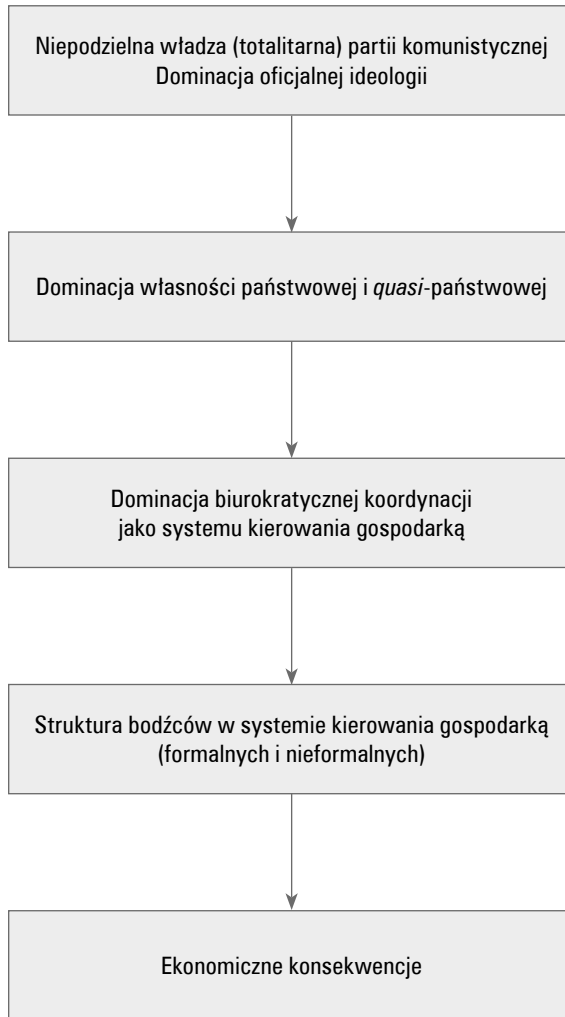 Niepodzielna władza (totalitarna) partii komunistycznej
Dominacja oficjalnej ideologii
Dominacja własności państwowej i quasi-państwowej
Dominacja biurokratycznej koordynacji
jako systemu kierowania gospodarką
Struktura bodźców w systemie kierowania gospodarką
(formalnych i nieformalnych)
Ekonomiczne konsekwencje